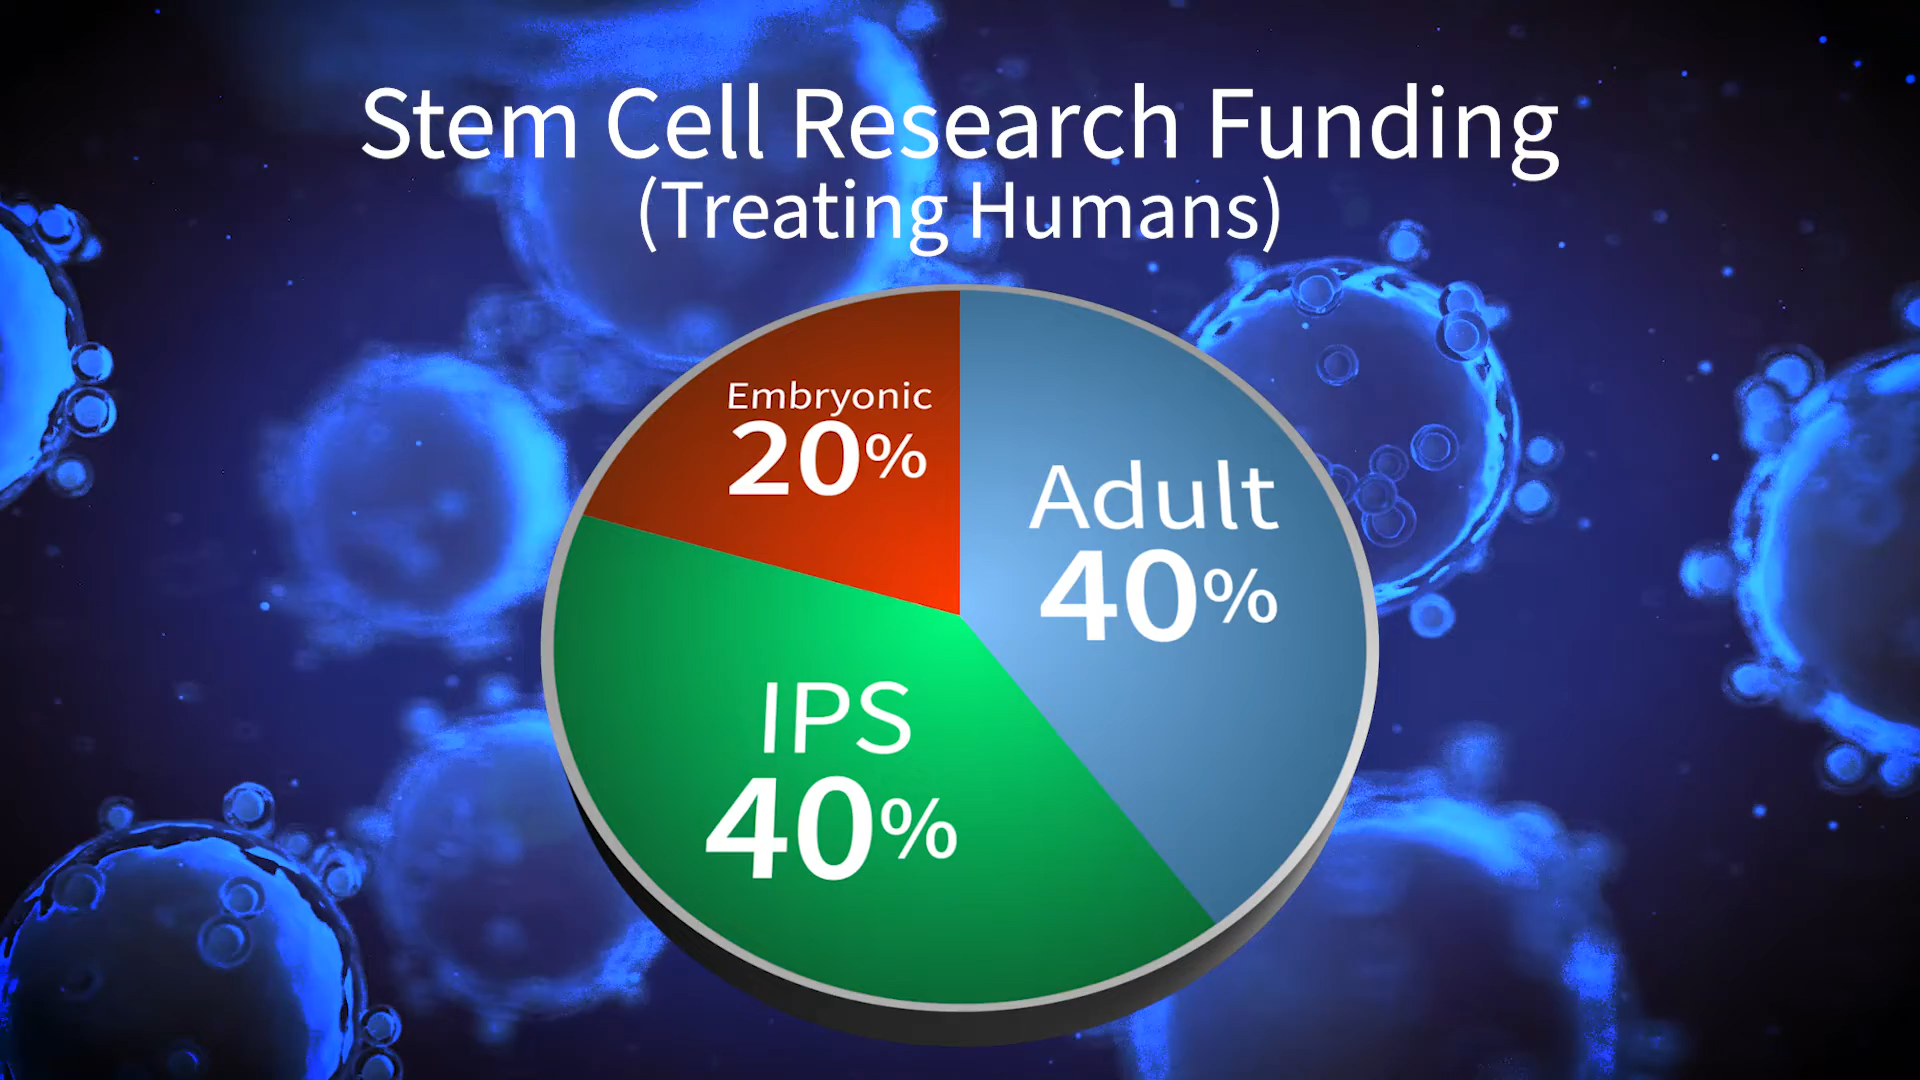 Stem Cell Research Funding
(Treating Humans)
Embryonic
20%
Adult
40%
IPS
40%